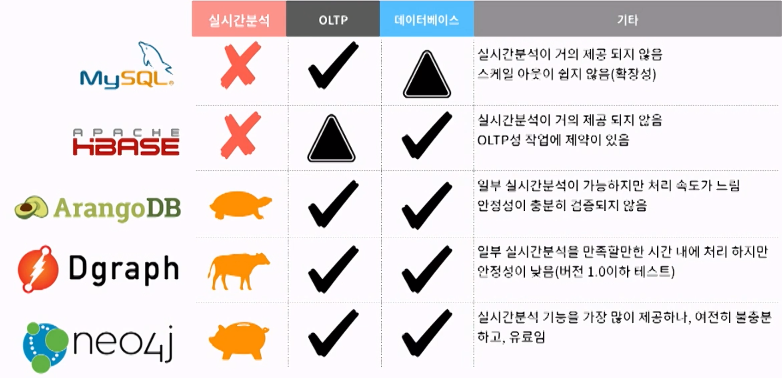 실시간분석 OLTP 데이터베이스 기타
MySQL®
실시간분석이 거의 제공 되지 않음
스케일 아웃이 쉽지 않음(확장성)
APACHE
HBASE
실시간분석이 거의 제공 되지 않음
OLTP성 작업에 제약이 있음
ArangoDB
일부 실시간분석이 가능하지만 처리 속도가 느림
안정성이 충분히 검증되지 않음
Dgraph
일부 실시간분석을 만족할만한 시간 내에 처리 하지만
안정성이 낮음(버전 1.0이하 테스트)
neo4j
실시간분석 기능을 가장 많이 제공하나, 여전히 불충분
하고, 유료임